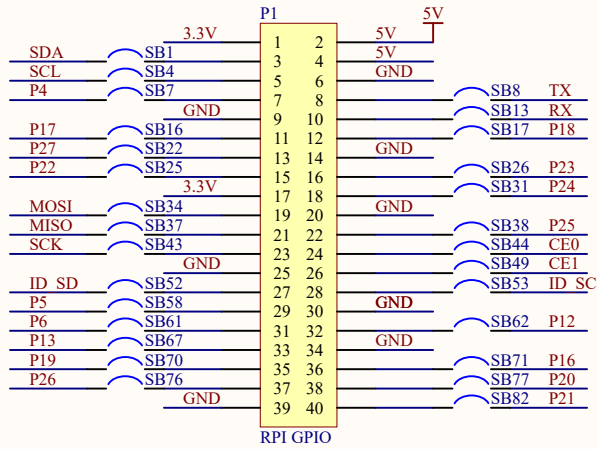 P1 5V
3.3V 1 2 5V
SDA SB1 3 4 5V
SCL SB4 5 6 GND
P4 SB7 7 8 SB8 TX
GND 9 10 SB13 RX
P17 SB16 11 12 SB17 P18
P27 SB22 13 14 GND
P22 SB25 15 16 SB26 P23
3.3V 17 18 SB31 P24
MOSI SB34 19 20 GND
MISO SB37 21 22 SB38 P25
SCK SB43 23 24 SB44 CE0
GND 25 26 SB49 CE1
ID_SD SB52 27 28 SB53 ID_SC
P5 SB58 29 30 GND
P6 SB61 31 32 SB62 P12
P13 SB67 33 34 GND
P19 SB70 35 36 SB71 P16
P26 SB76 37 38 SB77 P20
GND 39 40 SB82 P21
RPI GPIO